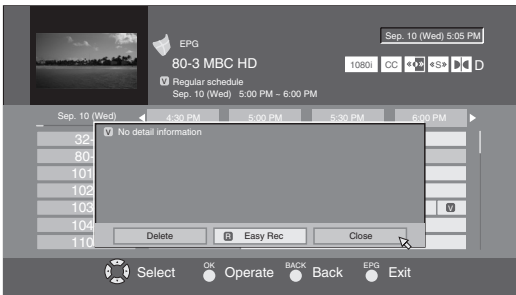 Sep. 10 (Wed) 5:05 PM
EPG
80-3 MBC HD
1080i CC «S» D
V Regular schedule
Sep. 10 (Wed) 5:00 PM ~ 6:00 PM
Sep. 10 (Wed) 4:30 PM 5:00 PM 5:30 PM 6:00 PM
V No detail information
32-
80-
101
102
103 V
104
110
Delete R Easy Rec Close
Select OK Operate BACK Back EPG Exit